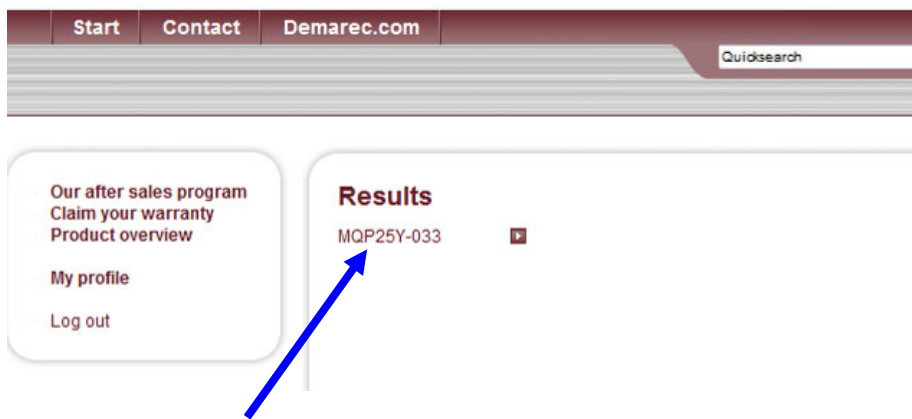 Start Contact Demarec.com
Quicksearch
Our after sales program
Claim your warranty
Product overview
My profile
Log out
Results
MQP25Y-033